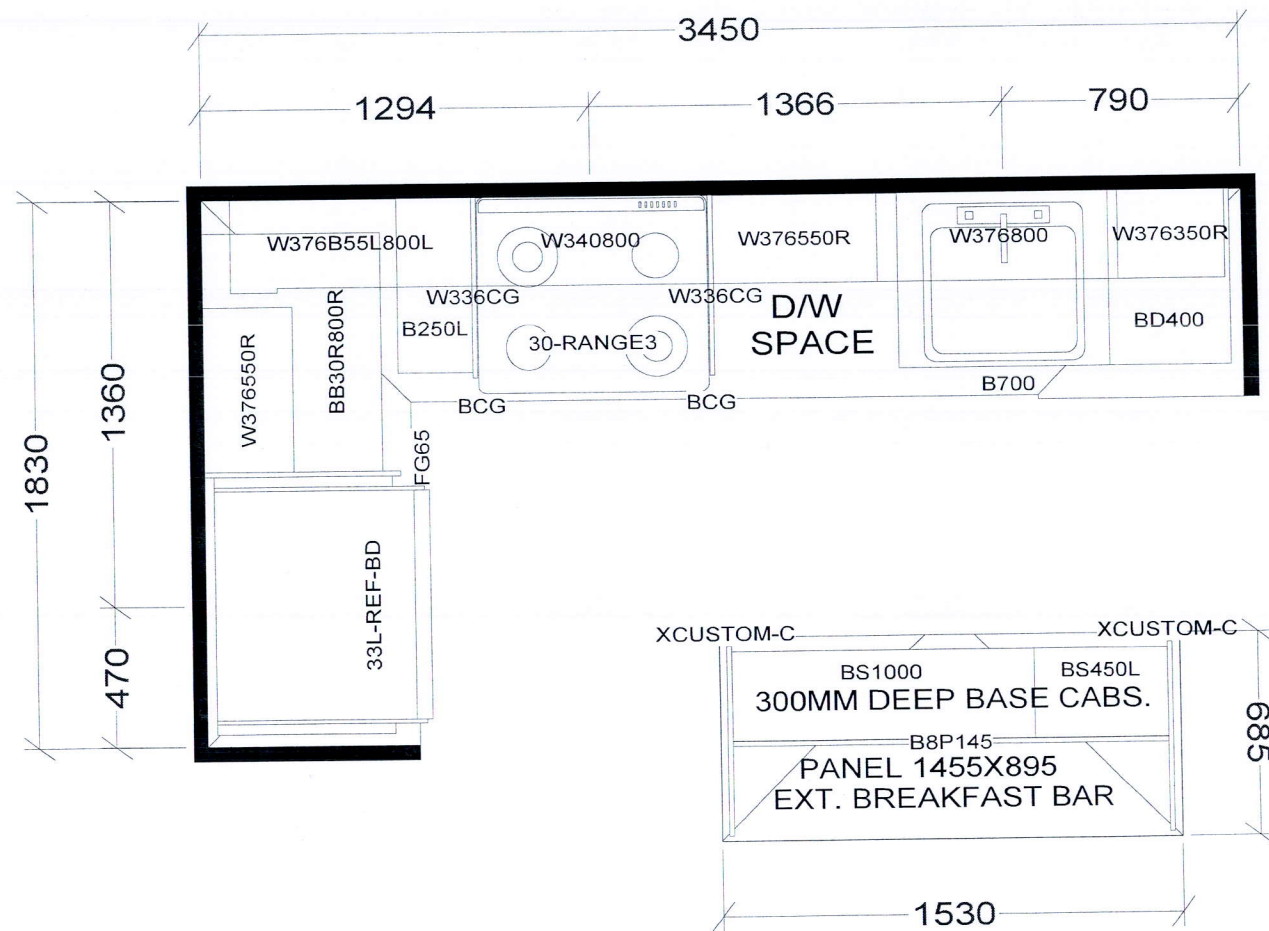 3450
1294
1366
790
W376B55L800L
W340800
W376550R
W376800
W376350R
W336CG
W336CG
B250L
30-RANGE3
D/W
SPACE
BD400
B700
BCG
BCG
W376550R
BB30R800R
FG65
1830
1360
470
33L-REF-BD
XCUSTOM-C
XCUSTOM-C
BS1000
BS450L
300MM DEEP BASE CABS.
B8P145
PANEL 1455X895
EXT. BREAKFAST BAR
685
1530